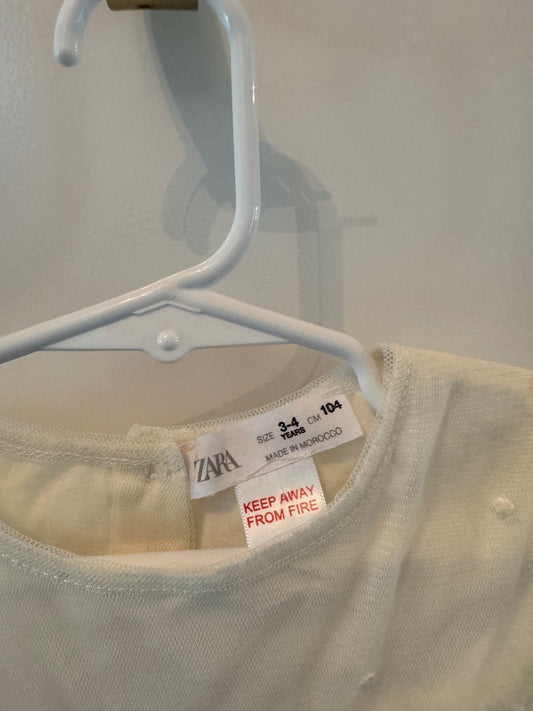 ZARA
SIZE 3-4 YEARS CM 104
MADE IN MOROCCO
KEEP AWAY
FROM FIRE